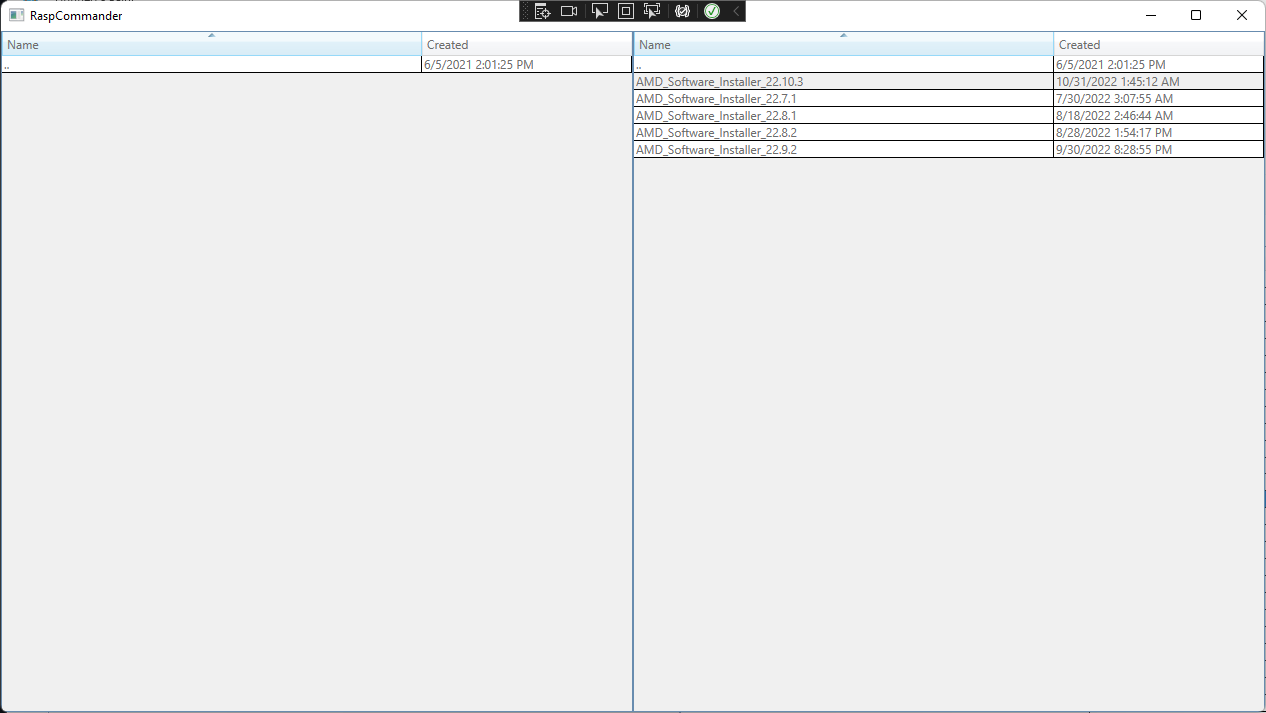 RaspCommander
Name Created
.. 6/5/2021 2:01:25 PM
Name Created
.. 6/5/2021 2:01:25 PM
AMD_Software_Installer_22.10.3 10/31/2022 1:45:12 AM
AMD_Software_Installer_22.7.1 7/30/2022 3:07:55 AM
AMD_Software_Installer_22.8.1 8/18/2022 2:46:44 AM
AMD_Software_Installer_22.8.2 8/28/2022 1:54:17 PM
AMD_Software_Installer_22.9.2 9/30/2022 8:28:55 PM